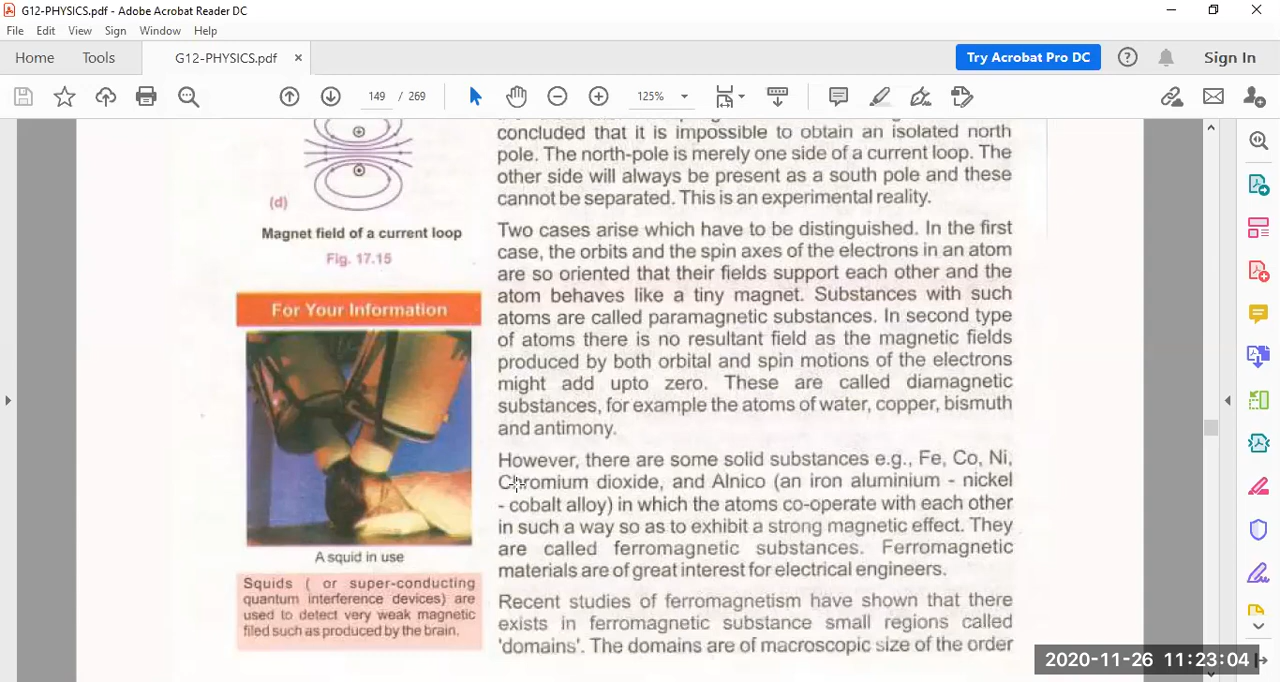 G12-PHYSICS.pdf - Adobe Acrobat Reader DC
File Edit View Sign Window Help
Home Tools G12-PHYSICS.pdf × Try Acrobat Pro DC Sign In
149 / 269 125%
(d)
Magnet field of a current loop
Fig. 17.15
For Your Information
A squid in use
Squids ( or super-conducting
quantum interference devices) are
used to detect very weak magnetic
filed such as produced by the brain.
concluded that it is impossible to obtain an isolated north
pole. The north-pole is merely one side of a current loop. The
other side will always be present as a south pole and these
cannot be separated. This is an experimental reality.
Two cases arise which have to be distinguished. In the first
case, the orbits and the spin axes of the electrons in an atom
are so oriented that their fields support each other and the
atom behaves like a tiny magnet. Substances with such
atoms are called paramagnetic substances. In second type
of atoms there is no resultant field as the magnetic fields
produced by both orbital and spin motions of the electrons
might add upto zero. These are called diamagnetic
substances, for example the atoms of water, copper, bismuth
and antimony.
However, there are some solid substances e.g., Fe, Co, Ni,
Chromium dioxide, and Alnico (an iron aluminium - nickel
- cobalt alloy) in which the atoms co-operate with each other
in such a way so as to exhibit a strong magnetic effect. They
are called ferromagnetic substances. Ferromagnetic
materials are of great interest for electrical engineers.
Recent studies of ferromagnetism have shown that there
exists in ferromagnetic substance small regions called
'domains'. The domains are of macroscopic size of the order
2020-11-26 11:23:04